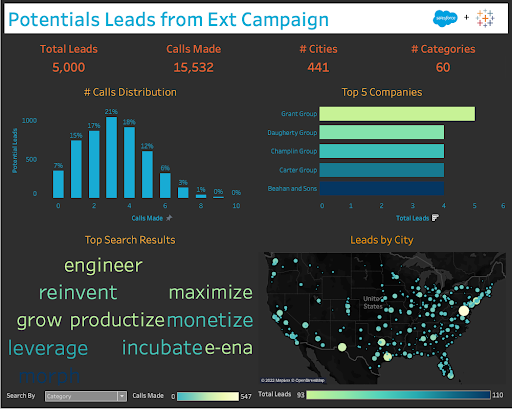 Potentials Leads from Ext Campaign
salesforce +
Total Leads Calls Made # Cities # Categories
5,000 15,532 441 60
# Calls Distribution
Potential Leads
1000
500
0
7% 15% 17% 21% 18% 12% 6% 3% 1% 0% 0%
0 2 4 6 8 10
Calls Made
Top 5 Companies
Grant Group
Daugherty Group
Champlin Group
Carter Group
Beahan and Sons
0 1 2 3 4 5 6
Total Leads
Top Search Results
engineer
reinvent maximize
grow productize monetize
leverage incubate e-ena
Leads by City
United
States
© 2022 Mapbox © OpenStreetMap
Search By Category Calls Made 0 547
Total Leads 93 110